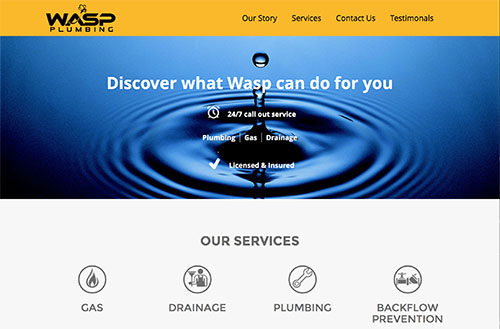 WASP
PLUMBING
Our Story Services Contact Us Testimonals
Discover what Wasp can do for you
24/7 call out service
Plumbing Gas Drainage
Licensed & Insured
OUR SERVICES
GAS DRAINAGE PLUMBING BACKFLOW
PREVENTION